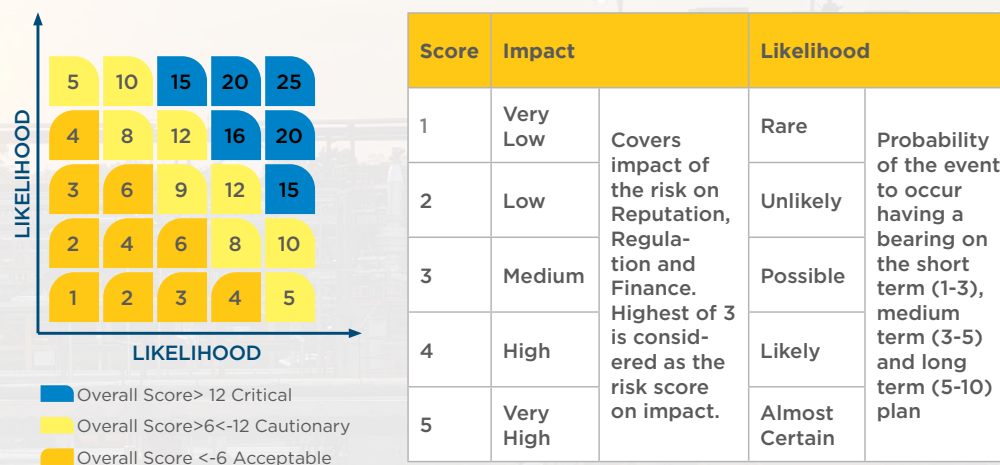 LIKELIHOOD
5 10 15 20 25
4 8 12 16 20
3 6 9 12 15
2 4 6 8 10
1 2 3 4 5
LIKELIHOOD
Overall Score> 12 Critical
Overall Score>6<-12 Cautionary
Overall Score <-6 Acceptable
Score Impact Likelihood
1
Very
Low
2
Low
3
Medium
4
High
5
Very
High
Covers
impact of
the risk on
Reputation,
Regula-
tion and
Finance.
Highest of 3
is consid-
ered as the
risk score
on impact.
Rare
Unlikely
Possible
Likely
Almost
Certain
Probability
of the event
to occur
having a
bearing on
the short
term (1-3),
medium
term (3-5)
and long
term (5-10)
plan